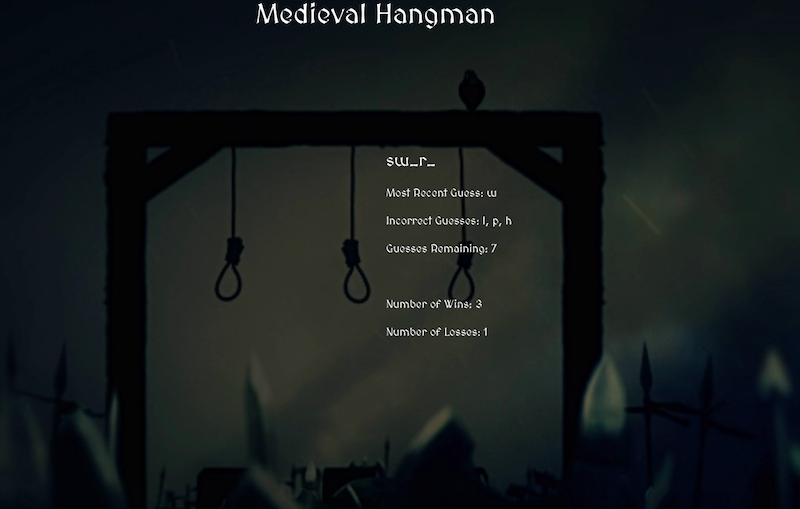 Medieval Hangman
sw_r_
Most Recent Guess: w
Incorrect Guesses: l, p, h
Guesses Remaining: 7
Number of Wins: 3
Number of Losses: 1